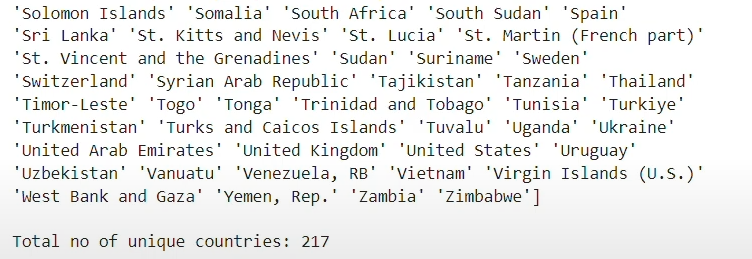 'Solomon Islands' 'Somalia' 'South Africa' 'South Sudan' 'Spain'
'Sri Lanka' 'St. Kitts and Nevis' 'St. Lucia' 'St. Martin (French part)'
'St. Vincent and the Grenadines' 'Sudan' 'Suriname' 'Sweden'
'Switzerland' 'Syrian Arab Republic' 'Tajikistan' 'Tanzania' 'Thailand'
'Timor-Leste' 'Togo' 'Tonga' 'Trinidad and Tobago' 'Tunisia' 'Turkiye'
'Turkmenistan' 'Turks and Caicos Islands' 'Tuvalu' 'Uganda' 'Ukraine'
'United Arab Emirates' 'United Kingdom' 'United States' 'Uruguay'
'Uzbekistan' 'Vanuatu' 'Venezuela, RB' 'Vietnam' 'Virgin Islands (U.S.)'
'West Bank and Gaza' 'Yemen, Rep.' 'Zambia' 'Zimbabwe']
Total no of unique countries: 217